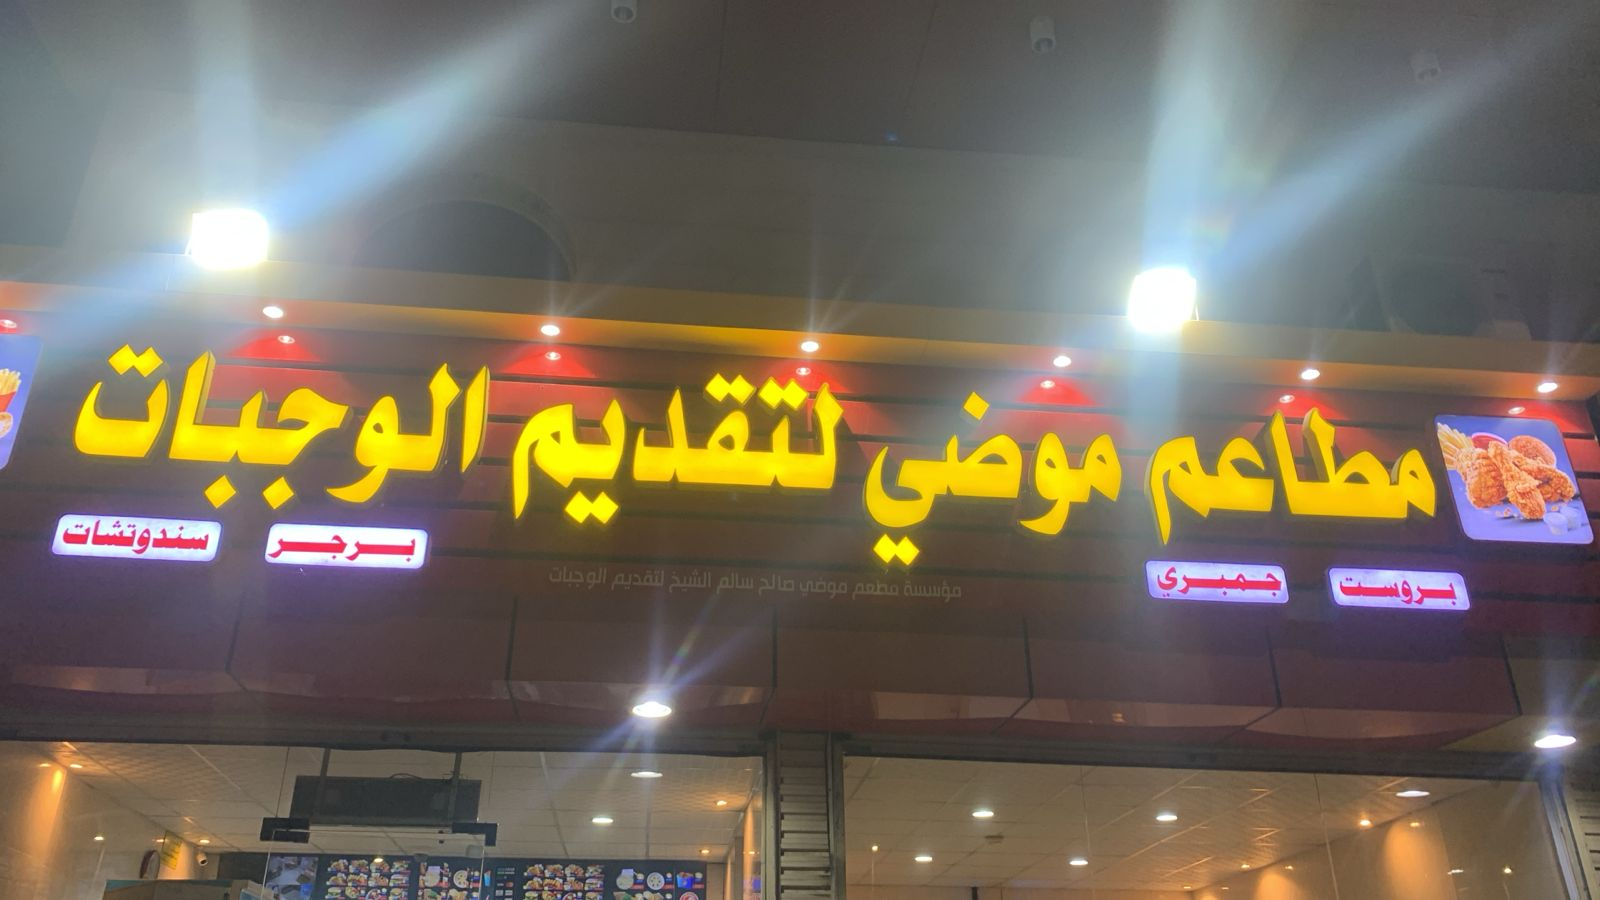 مطاعم موضي لتقديم الوجبات
بروست
جمبري
برجر
سندوتشات
مؤسسة مطعم موضي صالح سالم الشيخ لتقديم الوجبات